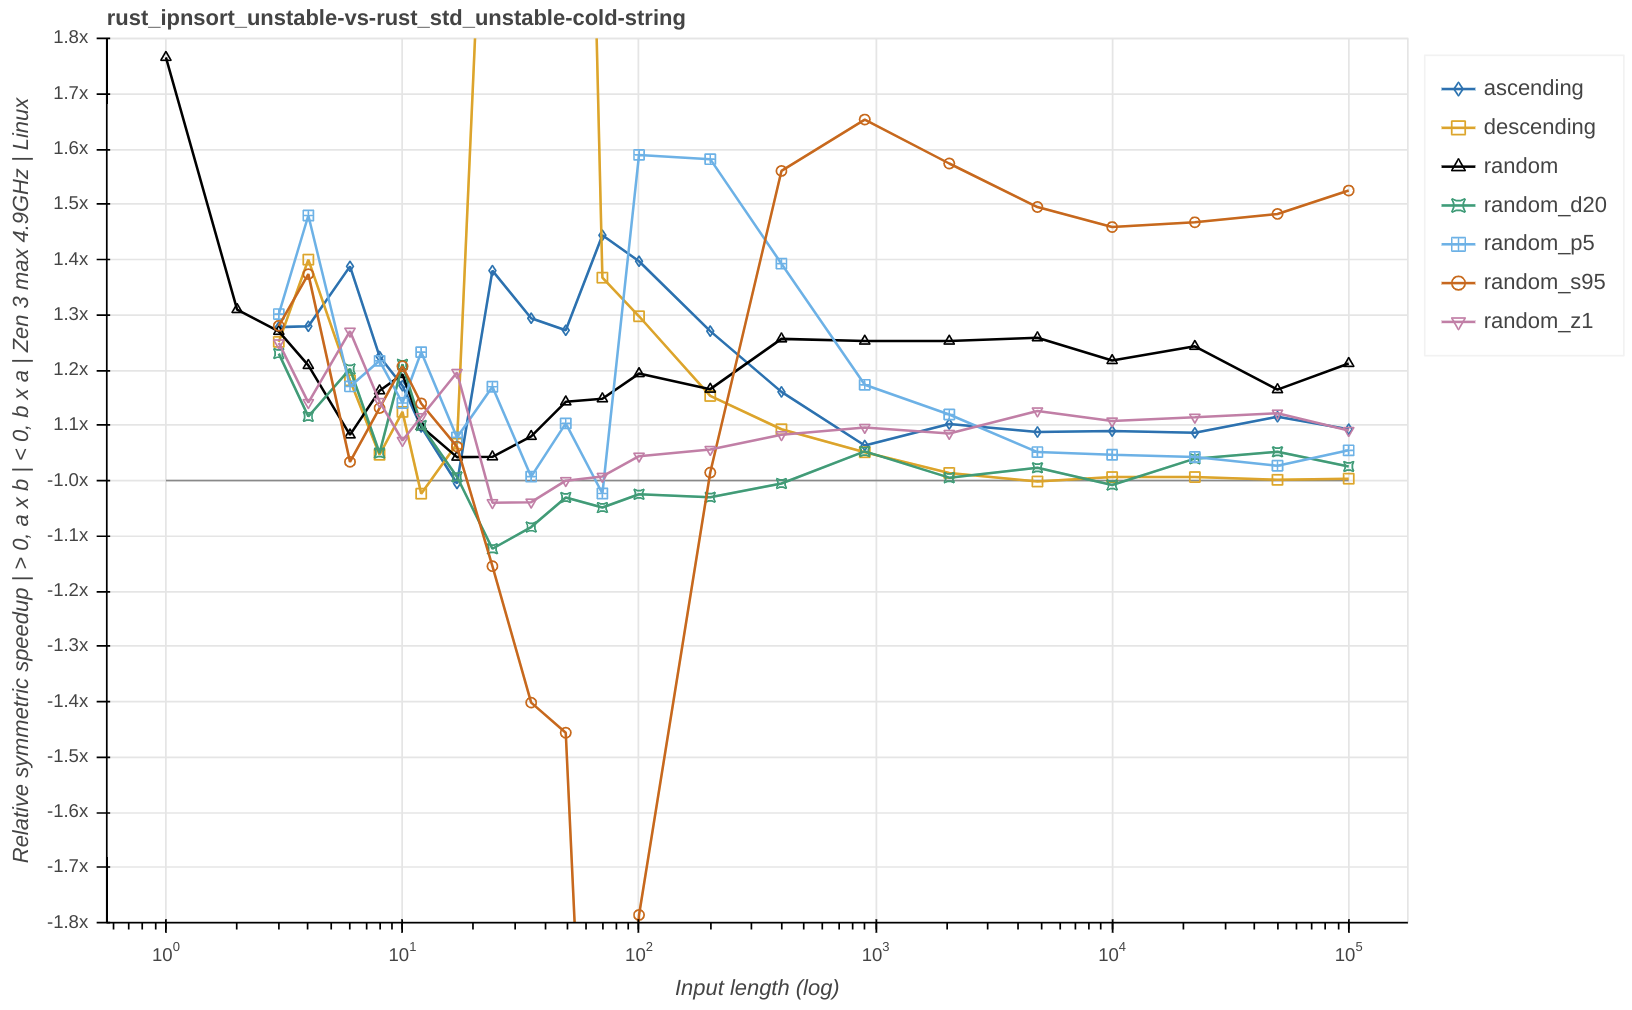 rust_ipnsort_unstable-vs-rust_std_unstable-cold-string
Relative symmetric speedup | > 0, a x b | < 0, b x a | Zen 3 max 4.9GHz | Linux
1.8x
1.7x
1.6x
1.5x
1.4x
1.3x
1.2x
1.1x
-1.0x
-1.1x
-1.2x
-1.3x
-1.4x
-1.5x
-1.6x
-1.7x
-1.8x
10⁰ 10¹ 10² 10³ 10⁴ 10⁵
Input length (log)
ascending
descending
random
random_d20
random_p5
random_s95
random_z1